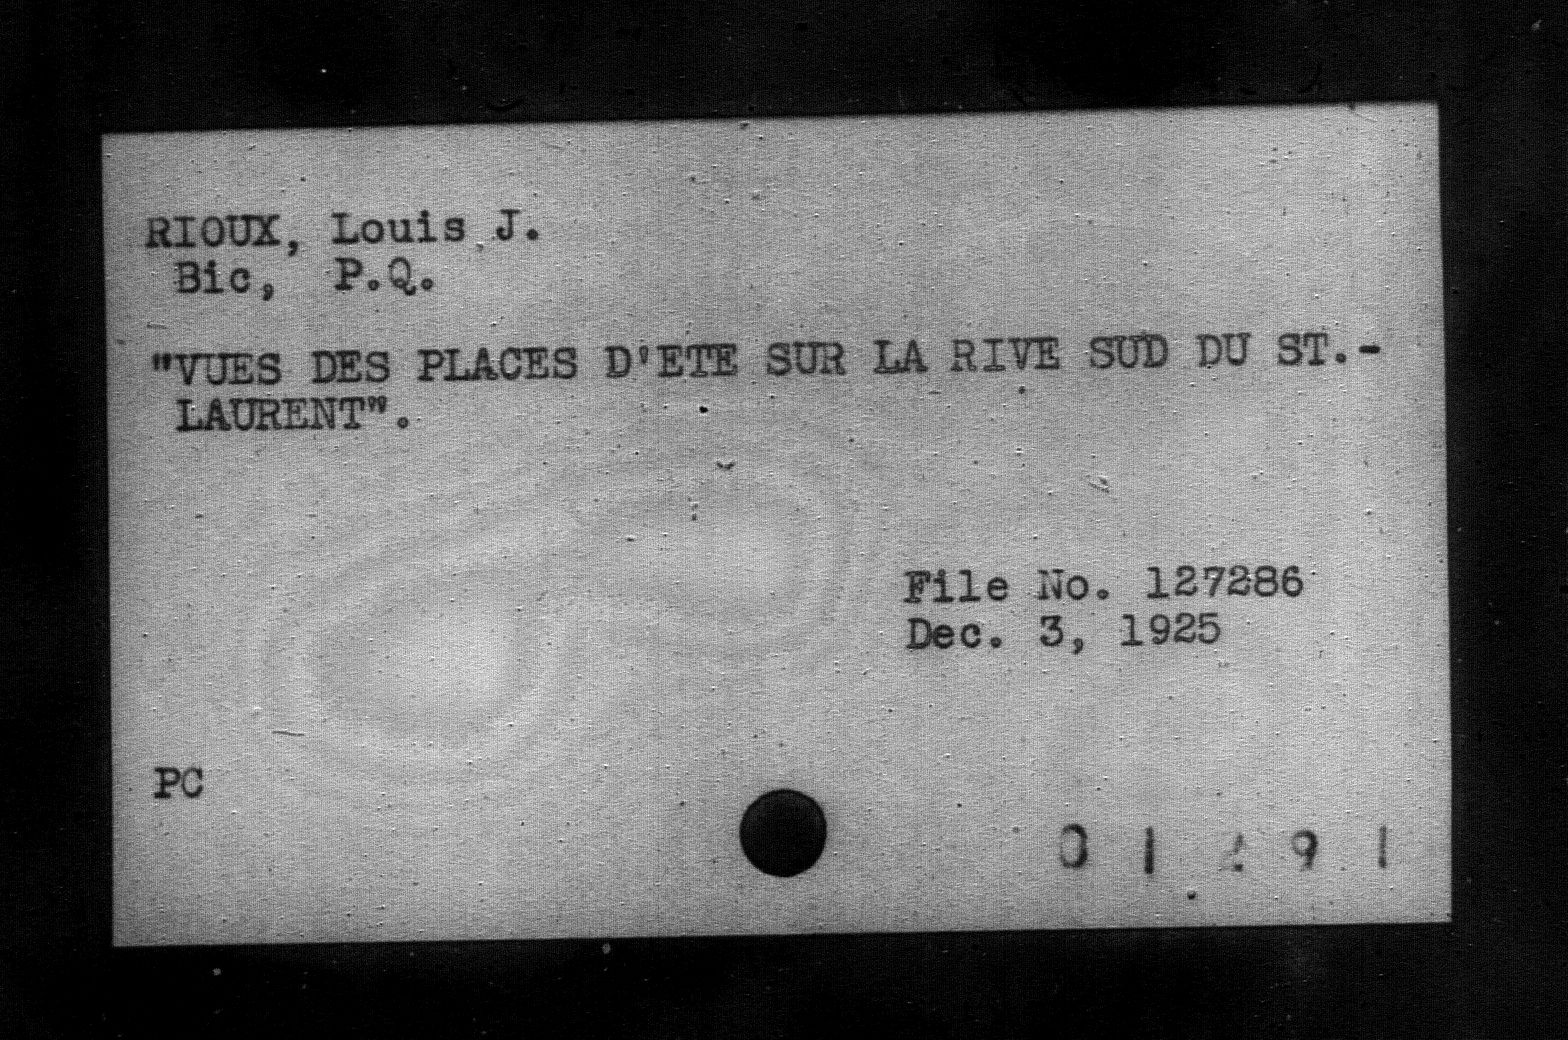 RIOUX, Louis J.
Bic, P.Q.
"VUES DES PLACES D'ETE SUR LA RIVE SUD DU ST.-
LAURENT".
File No. 127286
Dec. 3, 1925
PC